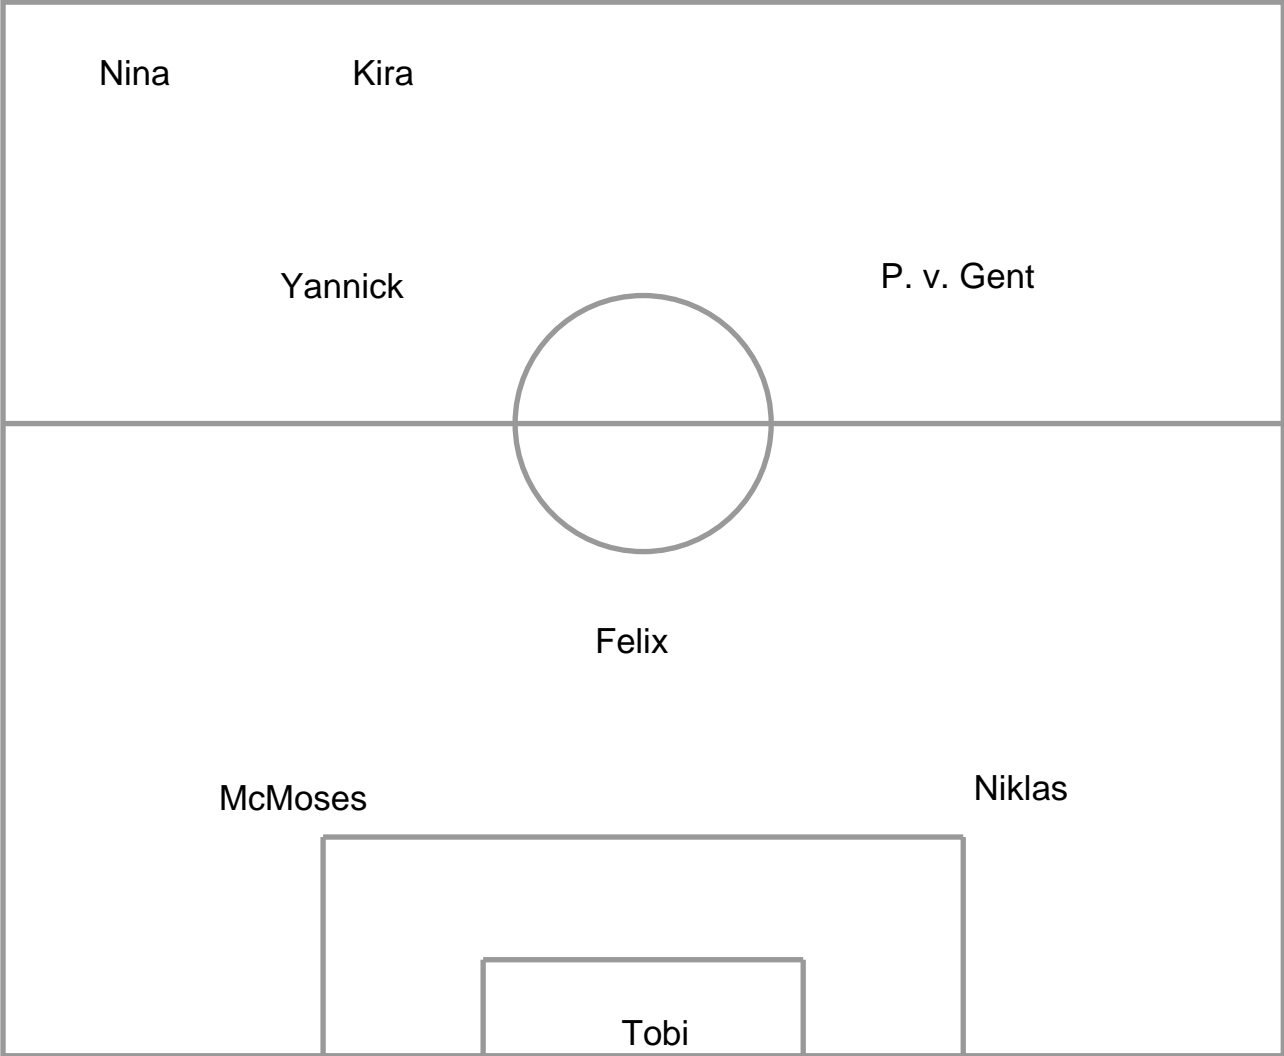 Nina Kira
Yannick P. v. Gent
Felix
McMoses Niklas
Tobi